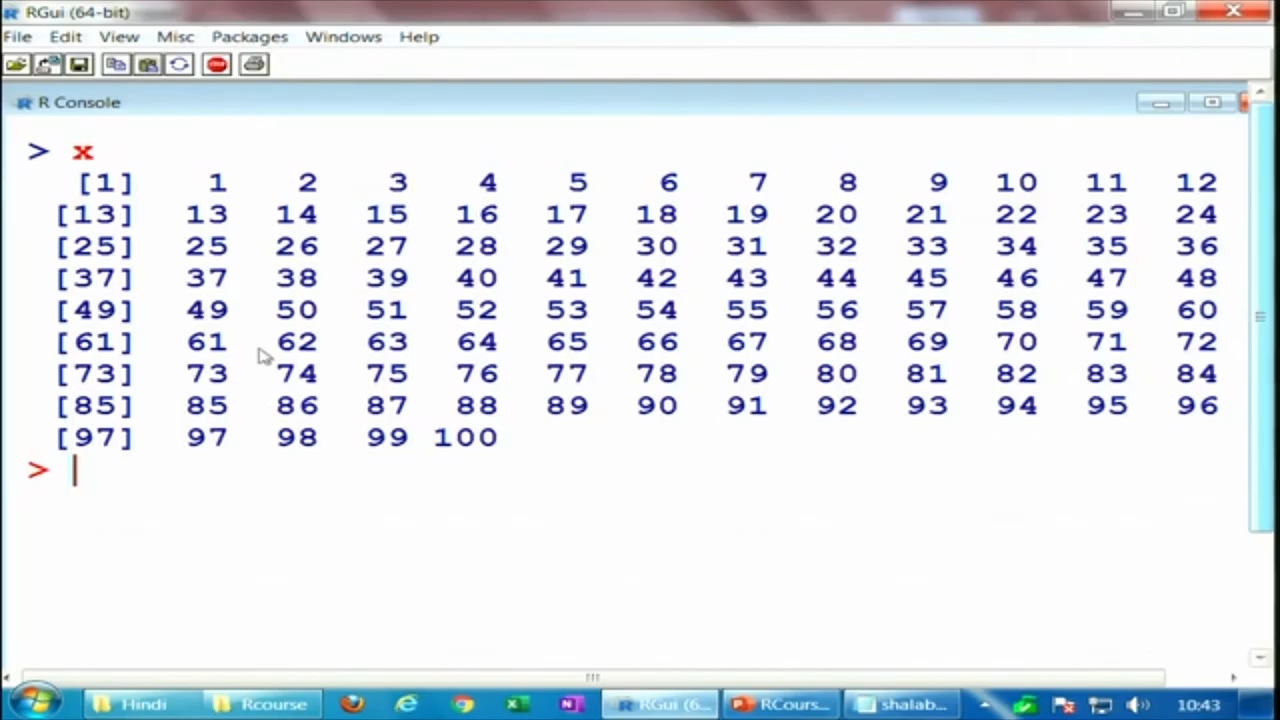 RGui (64-bit)
File Edit View Misc Packages Windows Help
STOP
R Console
> x
[1] 1 2 3 4 5 6 7 8 9 10 11 12
[13] 13 14 15 16 17 18 19 20 21 22 23 24
[25] 25 26 27 28 29 30 31 32 33 34 35 36
[37] 37 38 39 40 41 42 43 44 45 46 47 48
[49] 49 50 51 52 53 54 55 56 57 58 59 60
[61] 61 62 63 64 65 66 67 68 69 70 71 72
[73] 73 74 75 76 77 78 79 80 81 82 83 84
[85] 85 86 87 88 89 90 91 92 93 94 95 96
[97] 97 98 99 100
>
Hindi Rcourse RGui (6... RCours... shalab... 10:43